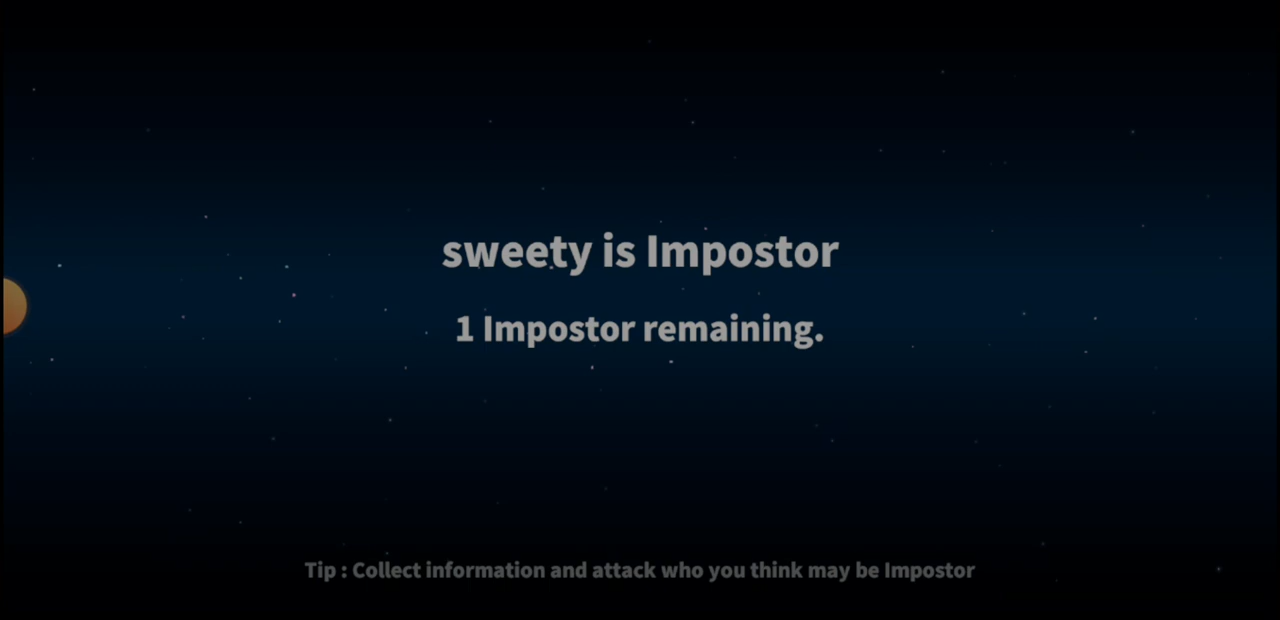 sweety is Impostor
1 Impostor remaining.
Tip : Collect information and attack who you think may be Impostor